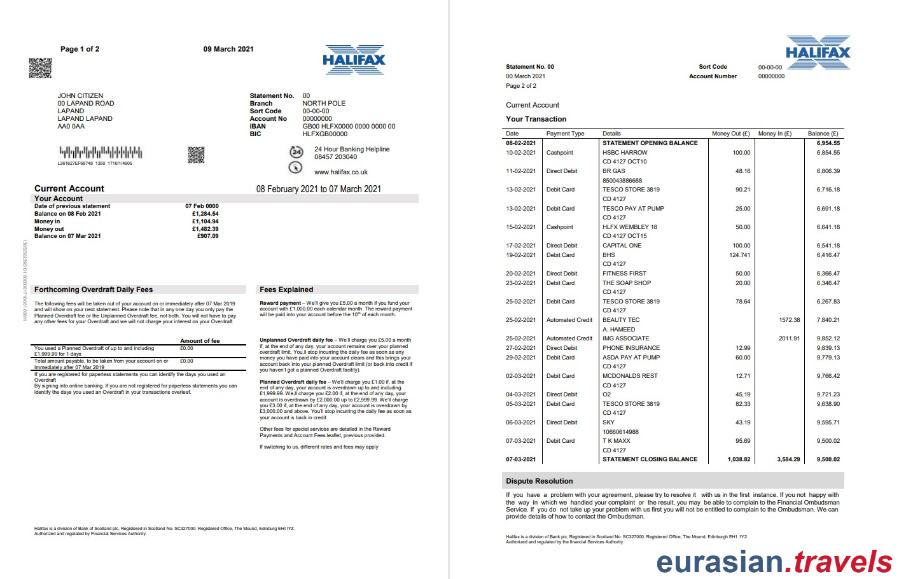 Page 1 of 2
09 March 2021
HALIFAX
JOHN CITIZEN
00 LAPAND ROAD
LAPAND
LAPAND LAPAND
AA0 0AA
Statement No. 00
Branch NORTH POLE
Sort Code 00-00-00
Account No 00000000
IBAN GB00 HLFX0000 0000 0000 00
BIC HLFXGB00000
24 Hour Banking Helpline
08457 203040
www.halifax.co.uk
Current Account
08 February 2021 to 07 March 2021
Your Account
Date of previous statement 07 Feb 0000
Balance on 08 Feb 2021 £1,284.54
Money in £1,104.94
Money out £1,482.39
Balance on 07 Mar 2021 £907.09
Forthcoming Overdraft Daily Fees
The following fees will be taken out of your account on or immediately after 07 Mar 2019
and will show on your next statement. Please note that in any one day you only pay the
Planned Overdraft fee or the Unplanned Overdraft fee, not both. You will not have to pay
any other fees for your Overdraft and we will not charge your interest on your Overdraft
Amount of fee
You used a Planned Overdraft of up to and including £0.00
£1,999.99 for 1 days
Total amount payable, to be taken from your account on or £0.00
Immediately after 07 Mar 2019
If you are registered for paperless statements you can identify the days you used an
Overdraft
By signing into online banking, if you are not registered for paperless statements you can
identify the days you used an Overdraft in your transactions overleaf.
Fees Explained
Reward payment – We'll give you £5.00 a month if you fund your
account with £1,000.00 each calendar month. The reward payment
will be paid into your account before the 10th of each month.
Unplanned Overdraft daily fee – We'll charge you £5.00 a month
if, at the end of any day, your account remains over your planned
overdraft limit. You'll stop incurring the daily fee as soon as any
money you have paid into your account clears and this brings your
account back into your planned Overdraft limit (or back into credit if
you haven't got a planned Overdraft facility).
Planned Overdraft daily fee – We'll charge you £1.00 if, at the
end of any day, your account is overdrawn up to and including
£1,999.99. We'll charge you £2.00 if, at the end of any day, your
account is overdrawn by £2,000.00 up to £2,999.99. We'll charge
you £3.00 if, at the end of any day, your account is overdrawn by
£3,000.00 and above. You'll stop incurring the daily fee as soon as
your account is back in credit.
Other fees for special services are detailed in the Reward
Payments and Account Fees leaflet, previous provided.
If switching to us, different rates and fees may apply
Halifax is a division of Bank of Scotland plc, Registered in Scotland No. SC327000. Registered Office, The Mound, Edinburg EH1 1YZ.
Authorized and regulated by Financial Services Authority.
HALIFAX
Statement No. 00 Sort Code 00-00-00
00 March 2021 Account Number 00000000
Page 2 of 2
Current Account
Your Transaction
Date Payment Type Details Money Out (£) Money In (£) Balance (£)
08-02-2021 STATEMENT OPENING BALANCE 6,954.55
10-02-2021 Cashpoint HSBC HARROW 100.00 6,854.55
CD 4127 OCT10
11-02-2021 Direct Debit BR GAS 48.16 6,806.39
850043886688
13-02-2021 Debit Card TESCO STORE 3819 90.21 6,716.18
CD 4127
13-02-2021 Debit Card TESCO PAY AT PUMP 25.00 6,691.18
CD 4127
15-02-2021 Cashpoint HLFX WEMBLEY 18 50.00 6,641.18
CD 4127 OCT15
17-02-2021 Direct Debit CAPITAL ONE 100.00 6,541.18
19-02-2021 Debit Card BHS 124.741 6,416.47
CD 4127
20-02-2021 Direct Debit FITNESS FIRST 50.00 6,366.47
23-02-2021 Debit Card THE SOAP SHOP 20.00 6,346.47
CD 4127
25-02-2021 Debit Card TESCO STORE 3819 78.64 6,267.83
CD 4127
25-02-2021 Automated Credit BEAUTY TEC 1572.38 7,840.21
A. HAMEED
25-02-2021 Automated Credit IMG ASSOCIATE 2011.91 9,852.12
27-02-2021 Direct Debit PHONE INSURANCE 12.99 9,839.13
29-02-2021 Debit Card ASDA PAY AT PUMP 60.00 9,779.13
CD 4127
02-03-2021 Debit Card MCDONALDS REST 12.71 9,766.42
CD 4127
04-03-2021 Direct Debit O2 45.19 9,721.23
05-03-2021 Debit Card TESCO STORE 3819 82.33 9,638.90
CD 4127
06-03-2021 Direct Debit SKY 43.19 9,595.71
10660614988
07-03-2021 Debit Card T K MAXX 95.69 9,500.02
CD 4127
07-03-2021 STATEMENT CLOSING BALANCE 1,038.82 3,584.29 9,500.02
Dispute Resolution
If you have a problem with your agreement, please try to resolve it with us in the first instance. If you not happy with
the way in which we handled your complaint or the result, you may be able to complain to the Financial Ombudsman
Service. If you do not take up your problem with us first you will not be entitled to complain to the Ombudsman. We can
provide details of how to contact the Ombudsman.
Halifax is a division of Bank plc, Registered in Scotland No. SC327000. Registered Office, The Mound, Edinburg EH1 1YZ
Authorized and regulated by the financial Services Authority.
eurasian.travels